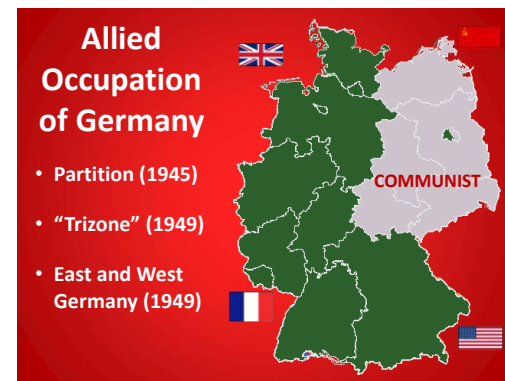 Allied
Occupation
of Germany
• Partition (1945)
• “Trizone” (1949)
• East and West
Germany (1949)
COMMUNIST